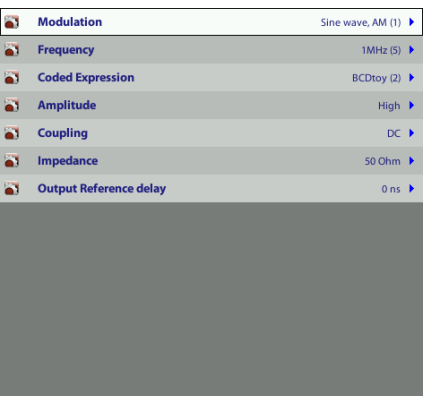 Modulation Sine wave, AM (1)
Frequency 1MHz (5)
Coded Expression BCDtoy (2)
Amplitude High
Coupling DC
Impedance 50 Ohm
Output Reference delay 0 ns